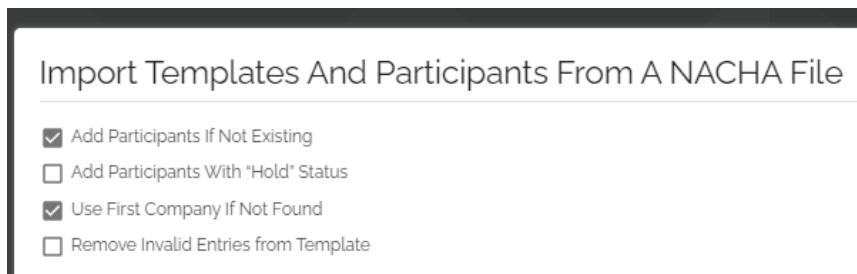 Import Templates And Participants From A NACHA File
Add Participants If Not Existing
Add Participants With “Hold” Status
Use First Company If Not Found
Remove Invalid Entries from Template